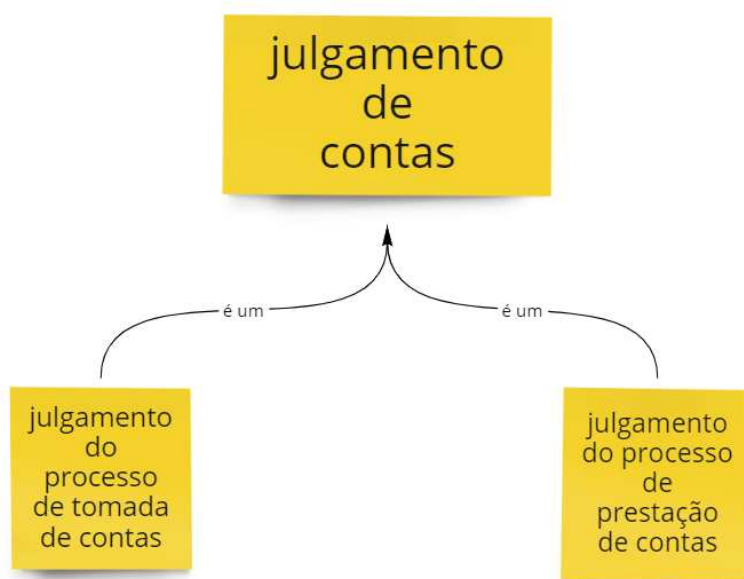 julgamento
de
contas
é um
é um
julgamento
do
processo
de tomada
de contas
julgamento
do processo
de
prestação
de contas